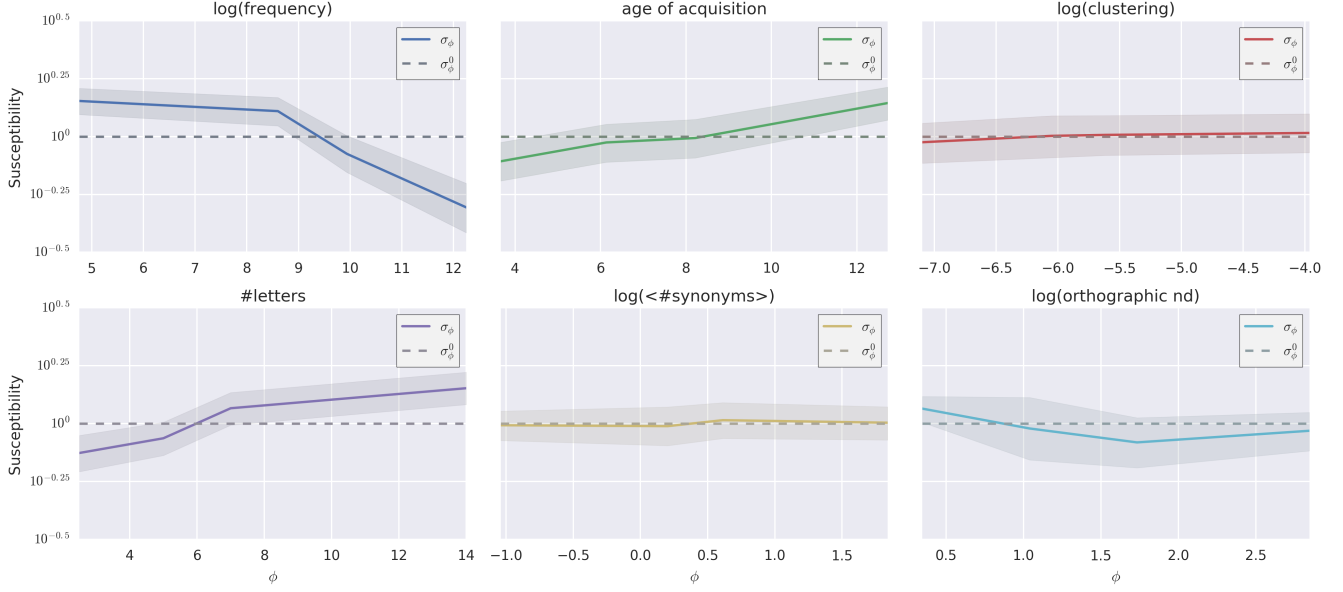 log(frequency)
age of acquisition
log(clustering)
Susceptibility
10^0.5
10^0.25
10^0
10^−0.25
10^−0.5
σ_ϕ
σ_ϕ^0
5 6 7 8 9 10 11 12
σ_ϕ
σ_ϕ^0
4 6 8 10 12
σ_ϕ
σ_ϕ^0
−7.0 −6.5 −6.0 −5.5 −5.0 −4.5 −4.0
#letters
log(<#synonyms>)
log(orthographic nd)
Susceptibility
10^0.5
10^0.25
10^0
10^−0.25
10^−0.5
σ_ϕ
σ_ϕ^0
4 6 8 10 12 14
ϕ
σ_ϕ
σ_ϕ^0
−1.0 −0.5 0.0 0.5 1.0 1.5
ϕ
σ_ϕ
σ_ϕ^0
0.5 1.0 1.5 2.0 2.5
ϕ